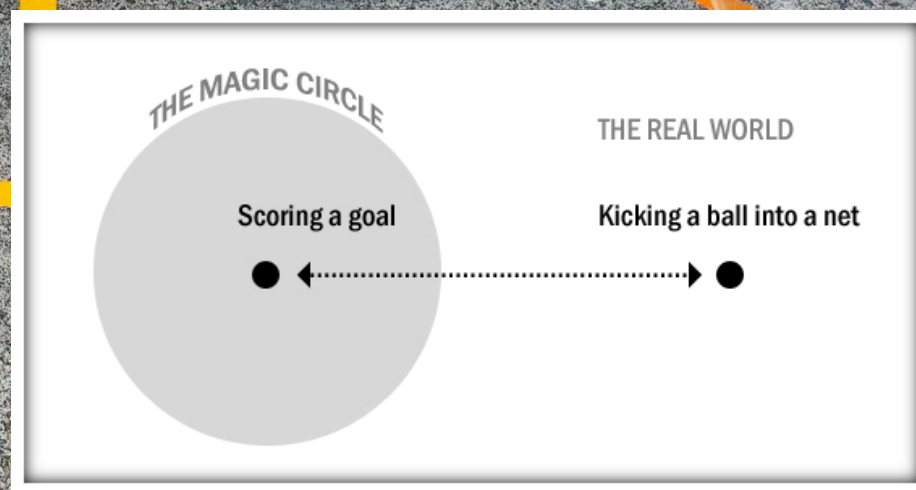 THE MAGIC CIRCLE
THE REAL WORLD
Scoring a goal
Kicking a ball into a net